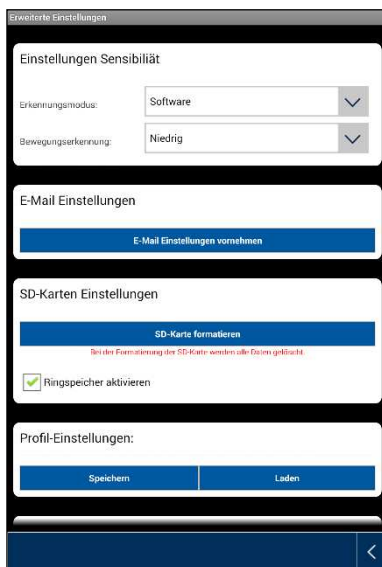 Erweiterte Einstellungen
Einstellungen Sensibiliät
Erkennungsmodus:
Software
Bewegungserkennung:
Niedrig
E-Mail Einstellungen
E-Mail Einstellungen vornehmen
SD-Karten Einstellungen
SD-Karte formatieren
Bei der Formatierung der SD-Karte werden alle Daten gelöscht.
Ringspeicher aktivieren
Profil-Einstellungen:
Speichern
Laden